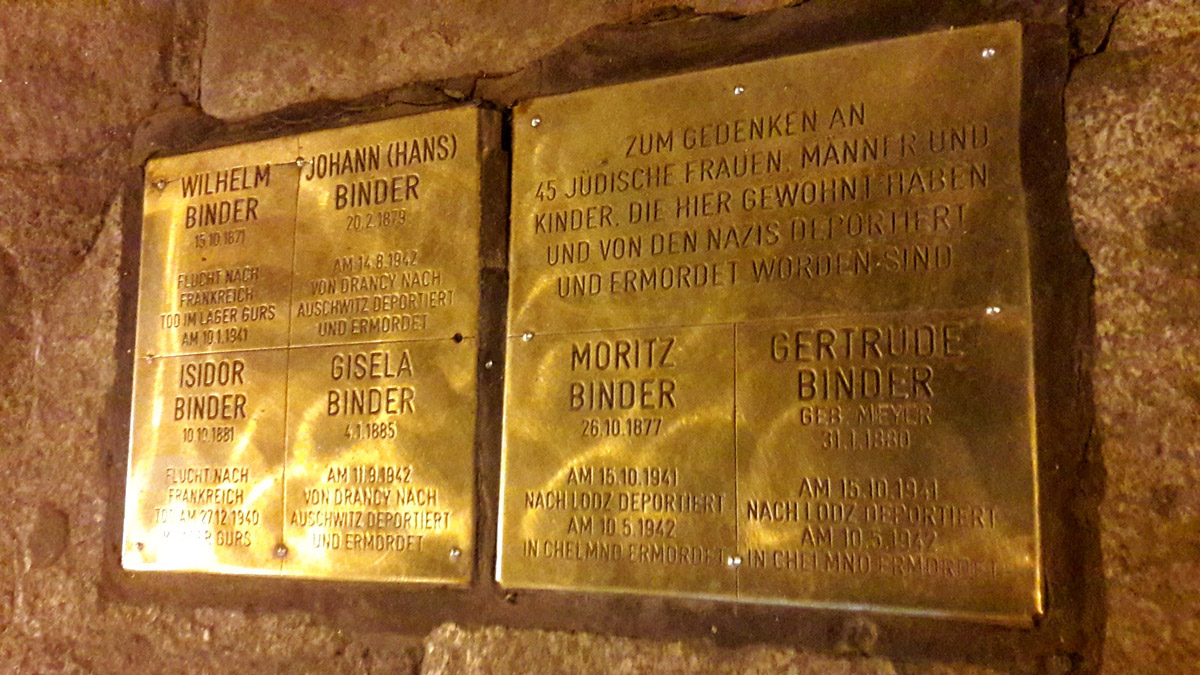 WILHELM
BINDER
15.10.1871
FLUCHT NACH
FRANKREICH
TOD IM LAGER GURS
AM 10.1.1941
JOHANN (HANS)
BINDER
20.2.1879
AM 14.8.1942
VON DRANCY NACH
AUSCHWITZ DEPORTIERT
UND ERMORDET
ISIDOR
BINDER
10.10.1881
FLUCHT NACH
FRANKREICH
TOD AM 27.12.1940
LAGER GURS
GISELA
BINDER
4.1.1885
AM 11.9.1942
VON DRANCY NACH
AUSCHWITZ DEPORTIERT
UND ERMORDET
ZUM GEDENKEN AN
45 JÜDISCHE FRAUEN, MÄNNER UND
KINDER, DIE HIER GEWOHNT HABEN
UND VON DEN NAZIS DEPORTIERT
UND ERMORDET WORDEN SIND
MORITZ
BINDER
26.10.1877
AM 15.10.1941
NACH LODZ DEPORTIERT
AM 10.5.1942
IN CHELMNO ERMORDET
GERTRUDE
BINDER
GEB. MEYER
31.1.1880
AM 15.10.1941
NACH LODZ DEPORTIERT
AM 10.5.1942
IN CHELMNO ERMORDET